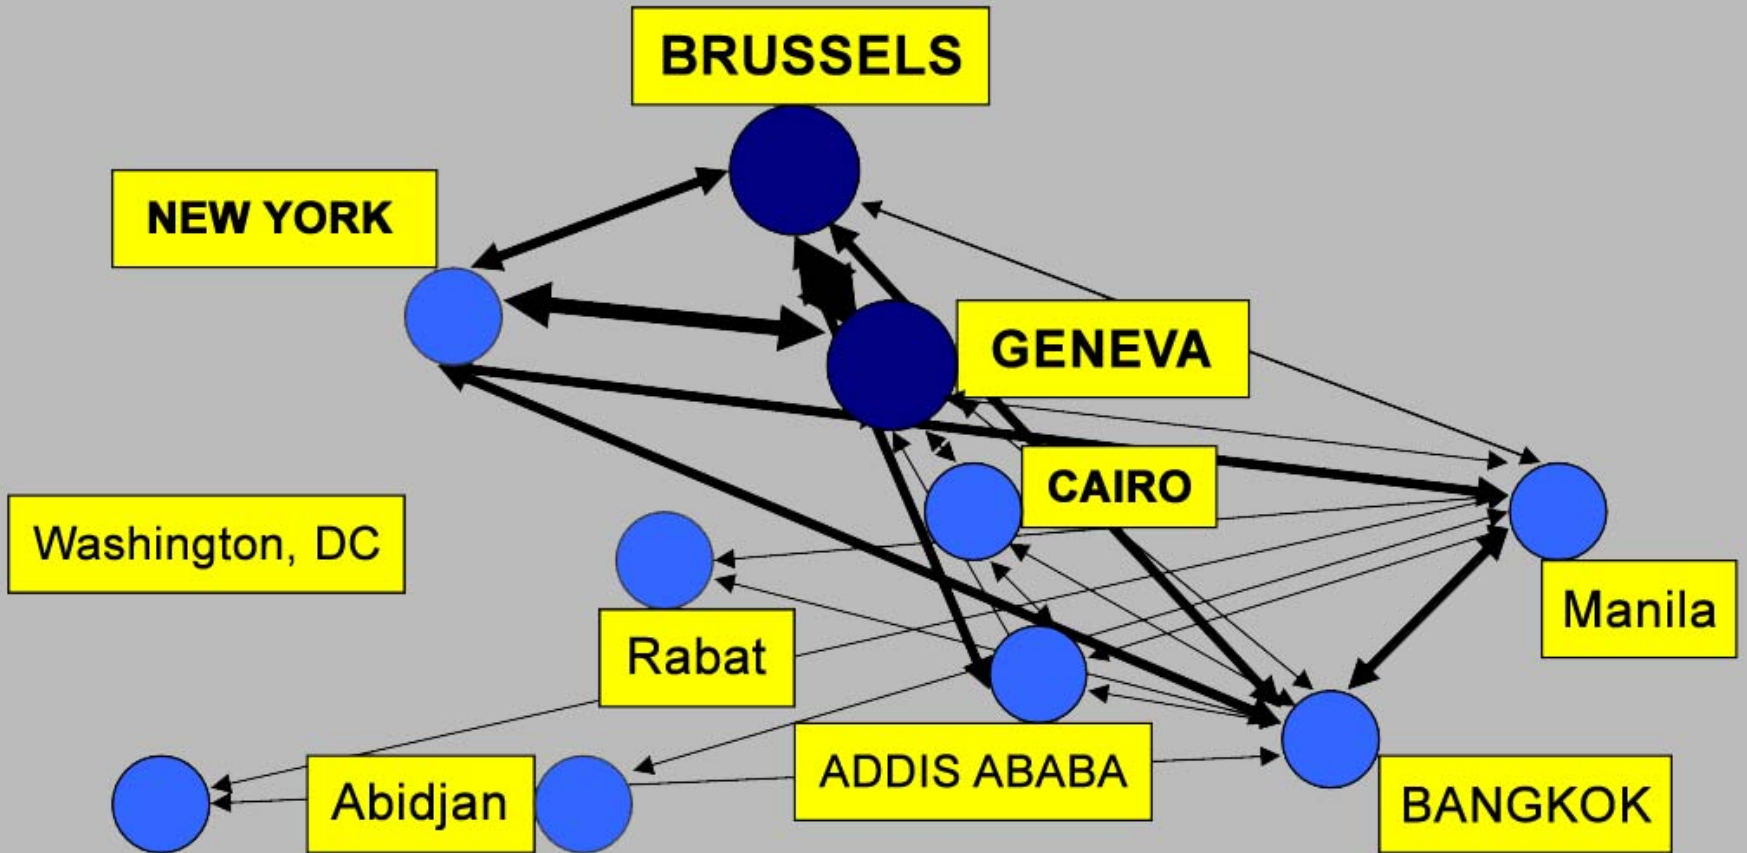 BRUSSELS
NEW YORK
GENEVA
CAIRO
Washington, DC
Manila
Rabat
ADDIS ABABA
Abidjan
BANGKOK